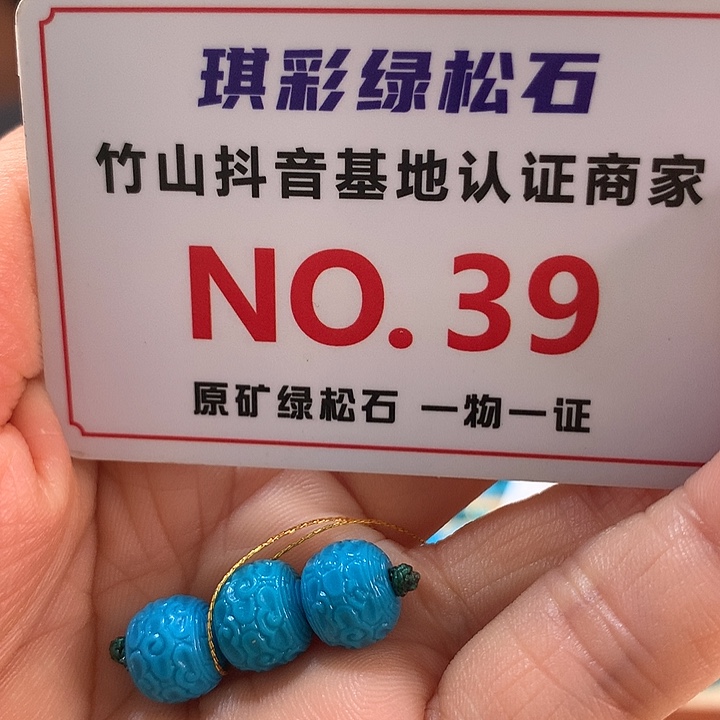 琪彩绿松石
竹山抖音基地认证商家
NO.39
原矿绿松石 一物一证